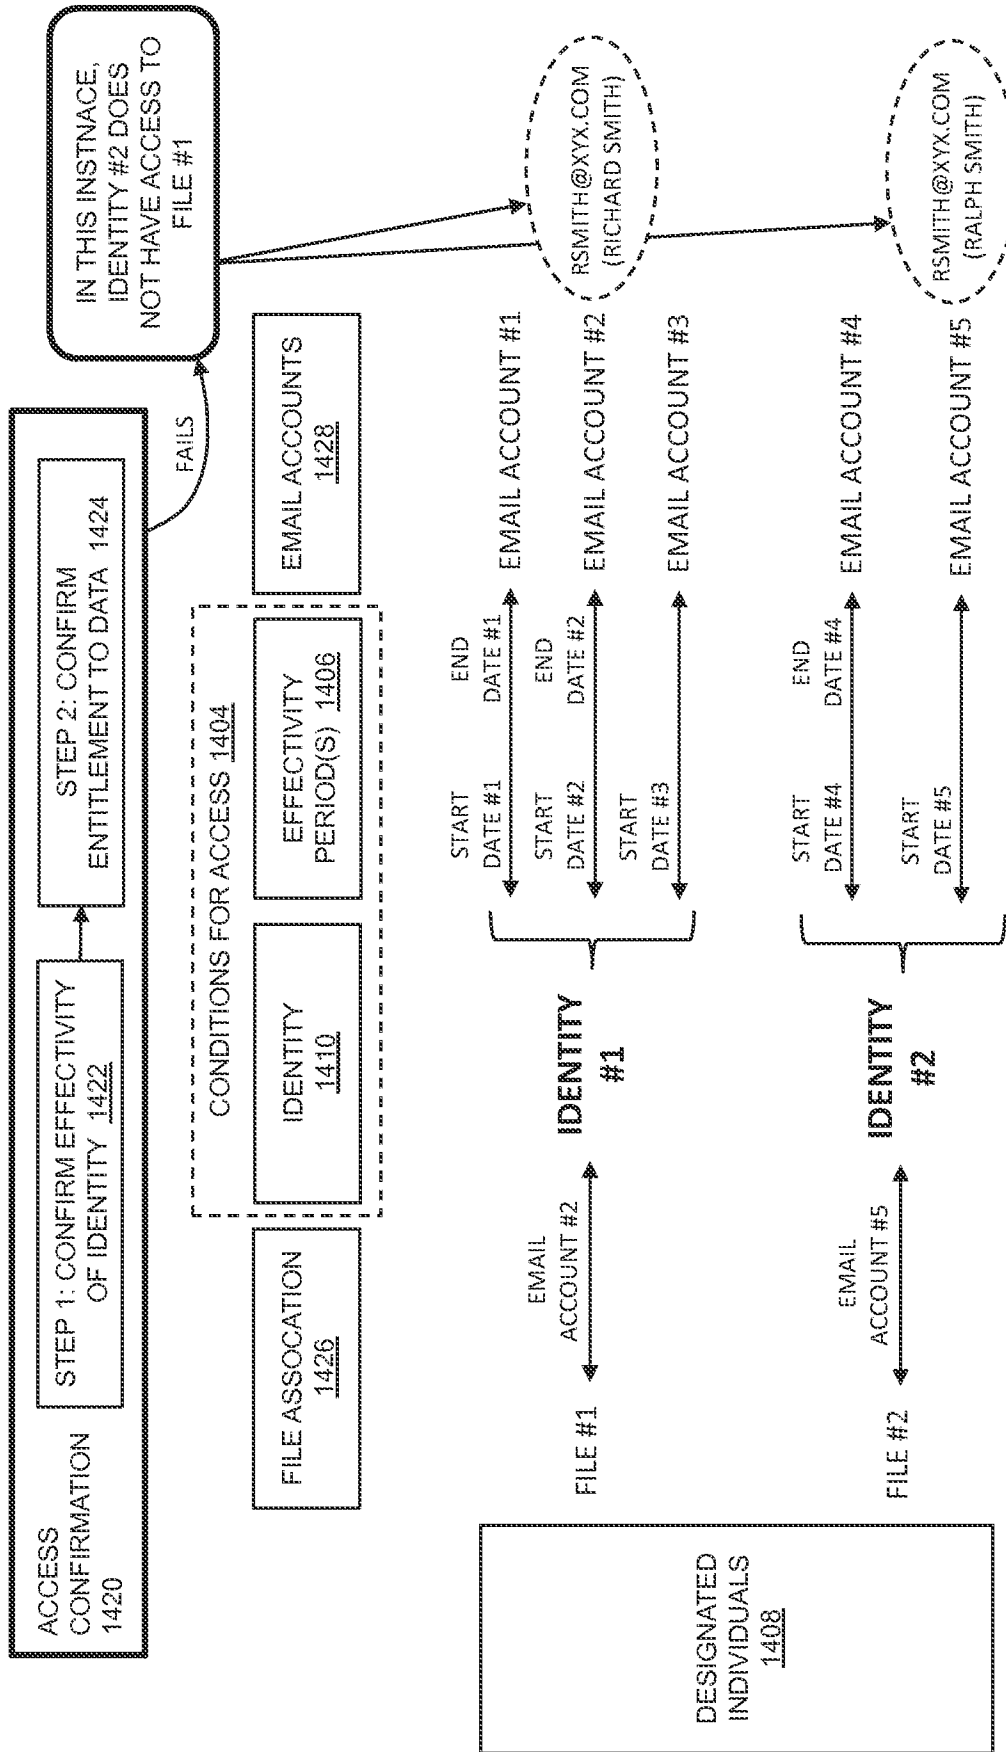 ACCESS
CONFIRMATION
1420
STEP 1: CONFIRM EFFECTIVITY
OF IDENTITY 1422
STEP 2: CONFIRM
ENTITLEMENT TO DATA 1424
FAILS
IN THIS INSTNACE,
IDENTITY #2 DOES
NOT HAVE ACCESS TO
FILE #1
CONDITIONS FOR ACCESS 1404
FILE ASSOCATION
1426
IDENTITY
1410
EFFECTIVITY
PERIOD(S) 1406
EMAIL ACCOUNTS
1428
DESIGNATED
INDIVIDUALS
1408
FILE #1
EMAIL
ACCOUNT #2
IDENTITY
#1
START
DATE #1
END
DATE #1
EMAIL ACCOUNT #1
START
DATE #2
END
DATE #2
EMAIL ACCOUNT #2
START
DATE #3
EMAIL ACCOUNT #3
RSMITH@XYX.COM
(RICHARD SMITH)
FILE #2
EMAIL
ACCOUNT #5
IDENTITY
#2
START
DATE #4
END
DATE #4
EMAIL ACCOUNT #4
START
DATE #5
EMAIL ACCOUNT #5
RSMITH@XYX.COM
(RALPH SMITH)